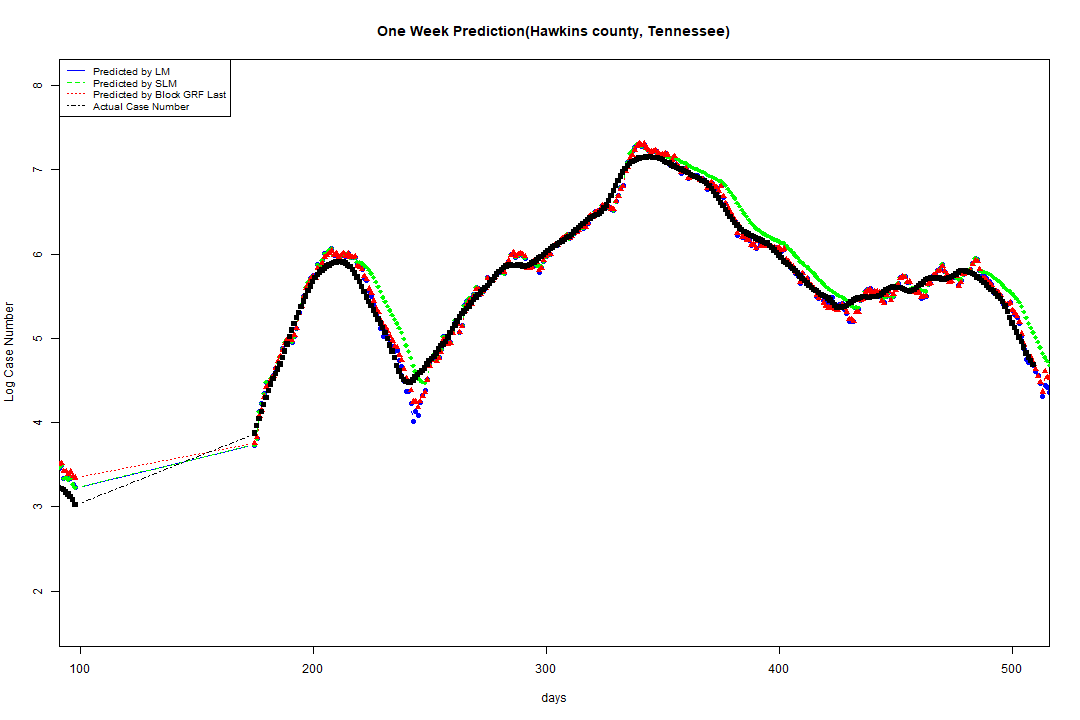 One Week Prediction(Hawkins county, Tennessee)
Predicted by LM
Predicted by SLM
Predicted by Block GRF Last
Actual Case Number
8
7
6
5
4
3
2
Log Case Number
100 200 300 400 500
days